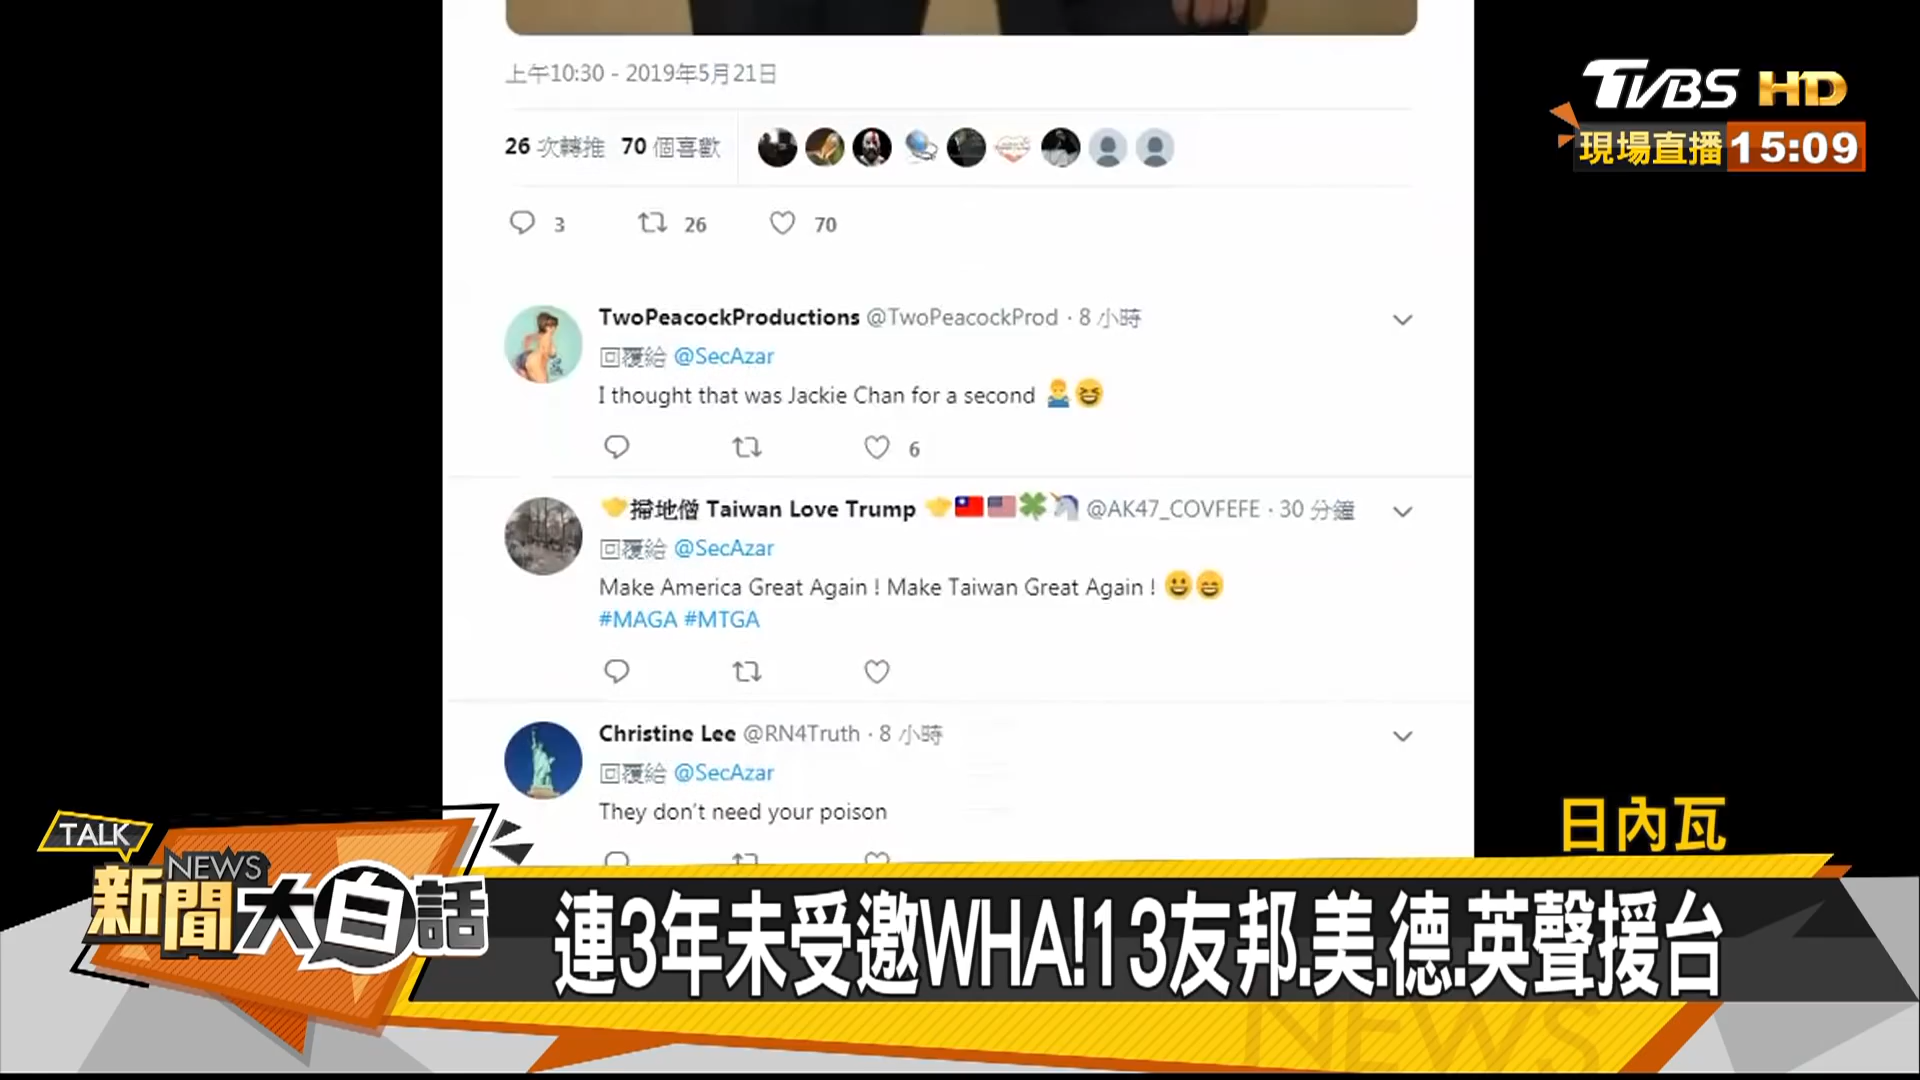 上午10:30 - 2019年5月21日
26 次轉推 70 個喜歡
3 26 70
TwoPeacockProductions @TwoPeacockProd · 8 小時
回覆給 @SecAzar
I thought that was Jackie Chan for a second
6
掃地僧 Taiwan Love Trump @AK47_COVFEFE · 30 分鐘
回覆給 @SecAzar
Make America Great Again ! Make Taiwan Great Again !
#MAGA #MTGA
Christine Lee @RN4Truth · 8 小時
回覆給 @SecAzar
They don't need your poison
TVBS HD
現場直播 15:09
日內瓦
TALK
NEWS
新聞大白話
連3年未受邀WHA!13友邦.美.德.英聲援台
NEWS